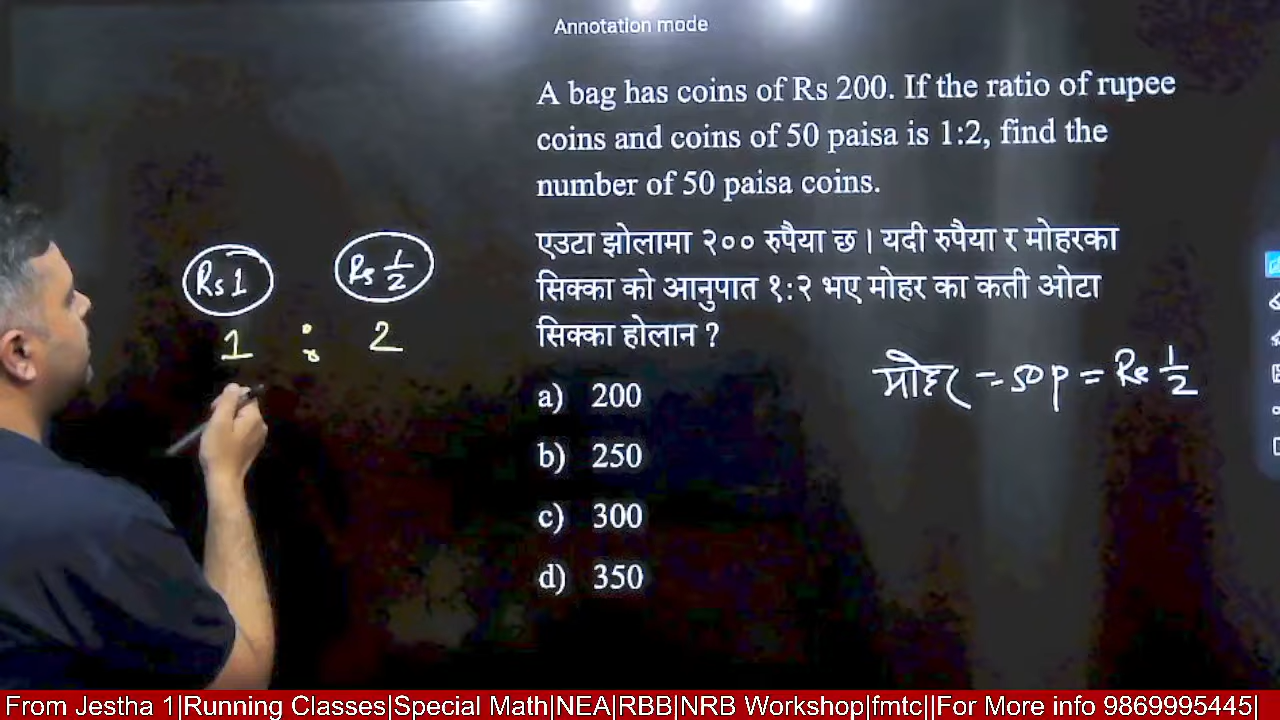 Annotation mode
A bag has coins of Rs 200. If the ratio of rupee
coins and coins of 50 paisa is 1:2, find the
number of 50 paisa coins.
एउटा झोलामा २०० रुपैया छ । यदी रुपैया र मोहरका
सिक्का को आनुपात १:२ भए मोहर का कती ओटा
सिक्का होलान ?
Rs 1 Rs 1/2
1 : 2
मोहर = 50 p = Rs 1/2
a) 200
b) 250
c) 300
d) 350
From Jestha 1|Running Classes|Special Math|NEA|RBB|NRB Workshop|fmtc||For More info 9869995445|